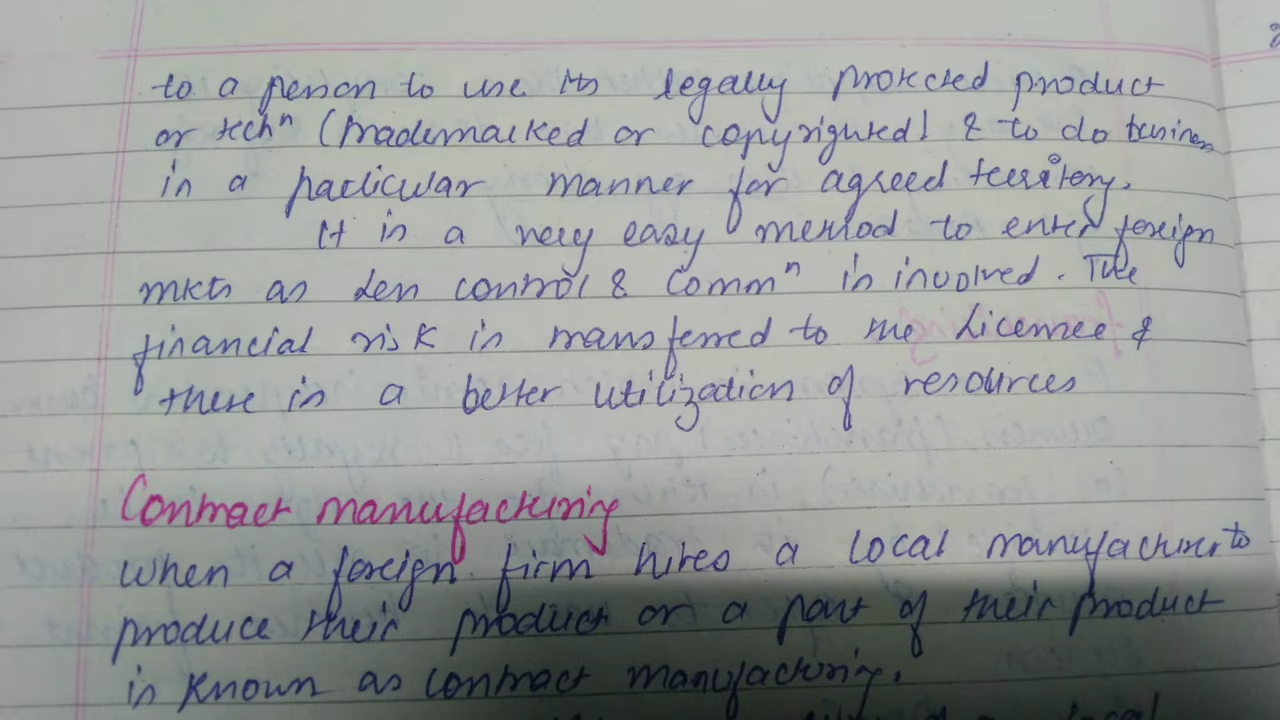 to a person to use its legally protected product
or techⁿ (trademarked or copyrighted) & to do business
in a particular manner for agreed territory.
It is a very easy method to enter foreign
mkts as less control & Commⁿ is involved. The
financial risk is transferred to the Licensee &
there is a better utilization of resources
Contract manufacturing
When a foreign firm hires a local manufacturer to
produce their product or a part of their product
is known as contract manufacturing.
local